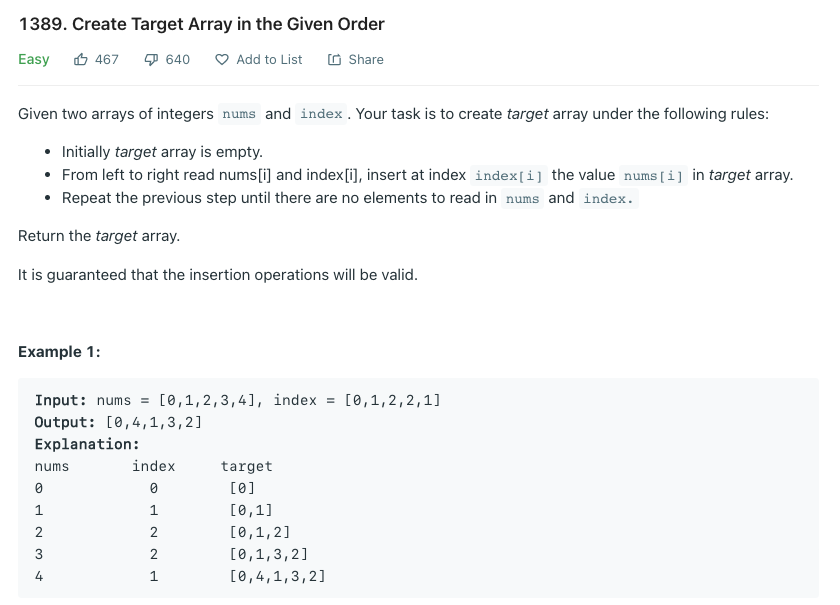 1389. Create Target Array in the Given Order
Easy 467 640 Add to List Share
Given two arrays of integers nums and index. Your task is to create target array under the following rules:
• Initially target array is empty.
• From left to right read nums[i] and index[i], insert at index index[i] the value nums[i] in target array.
• Repeat the previous step until there are no elements to read in nums and index.
Return the target array.
It is guaranteed that the insertion operations will be valid.
Example 1:
Input: nums = [0,1,2,3,4], index = [0,1,2,2,1]
Output: [0,4,1,3,2]
Explanation:
nums index target
0 0 [0]
1 1 [0,1]
2 2 [0,1,2]
3 2 [0,1,3,2]
4 1 [0,4,1,3,2]